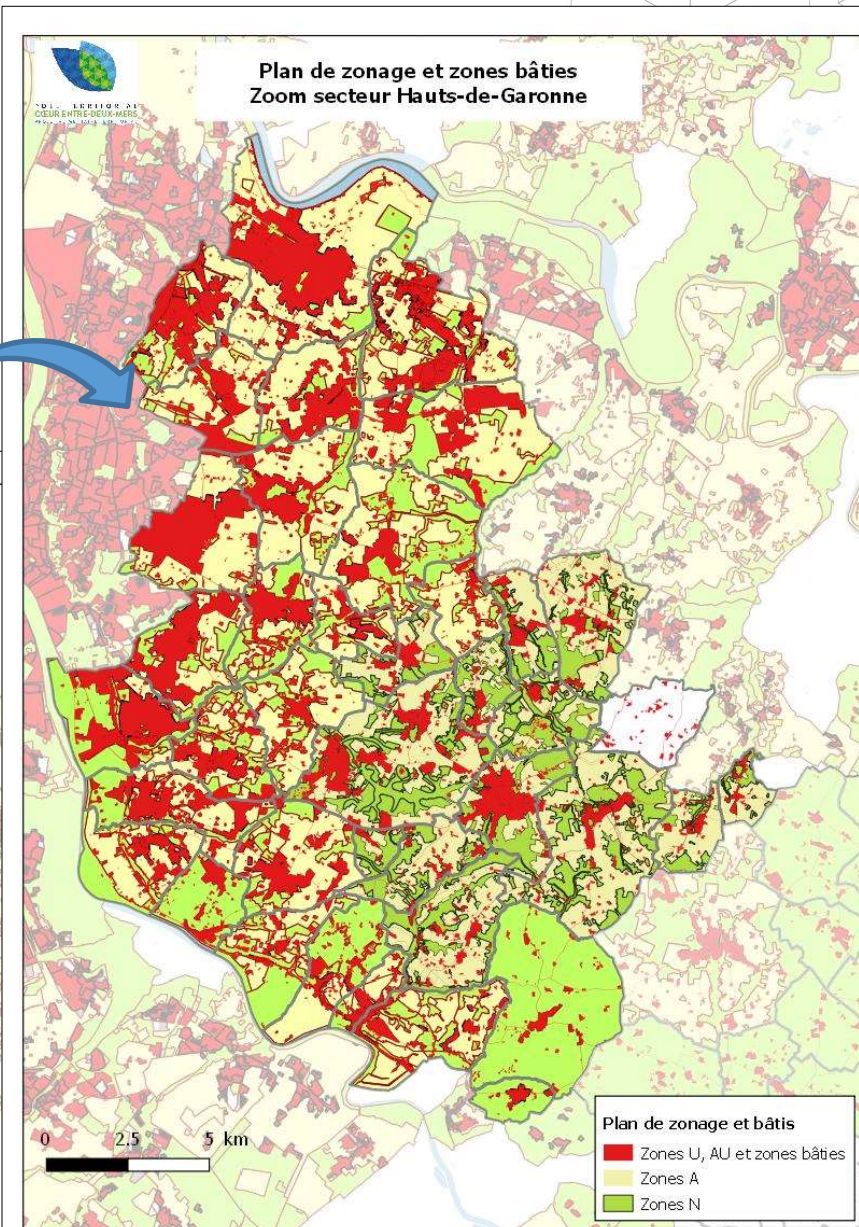 CŒUR ENTRE-DEUX-MERS
Plan de zonage et zones bâties
Zoom secteur Hauts-de-Garonne
0 2.5 5 km
Plan de zonage et bâtis
Zones U, AU et zones bâties
Zones A
Zones N